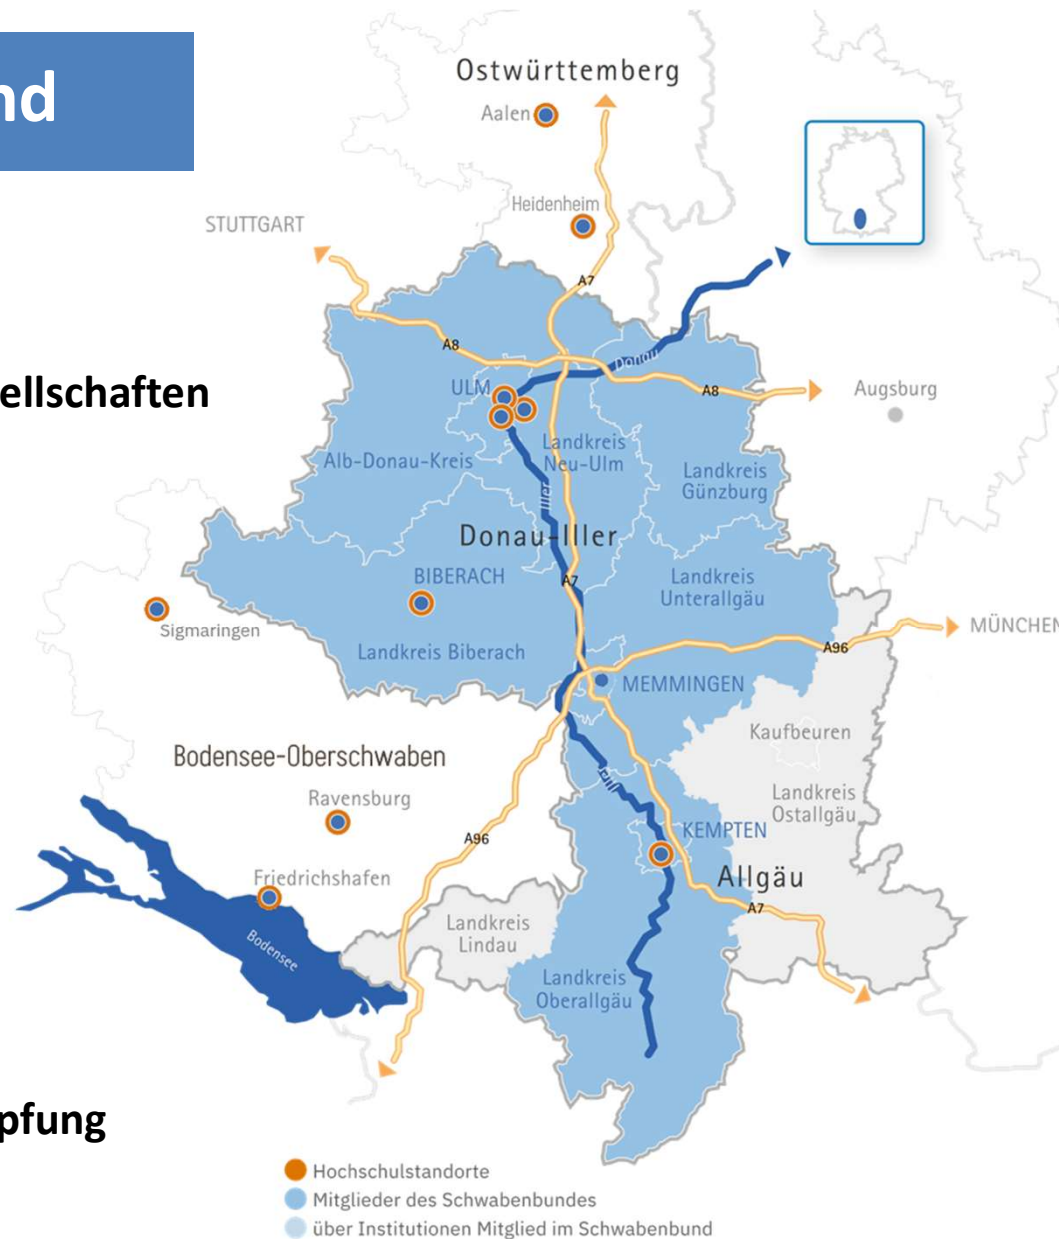 nd
Ostwürttemberg
Aalen
Heidenheim
STUTTGART
A7
A8
Donau
ULM
A8
Augsburg
ellschaften
Landkreis
Neu-Ulm
Alb-Donau-Kreis
Landkreis
Günzburg
Iller
Donau-Iller
BIBERACH
A7
Landkreis
Unterallgäu
Sigmaringen
MÜNCHEN
A96
Landkreis Biberach
MEMMINGEN
Kaufbeuren
Bodensee-Oberschwaben
Iller
Ravensburg
Landkreis
Ostallgäu
KEMPTEN
A96
Allgäu
Friedrichshafen
A7
Landkreis
Lindau
Bodensee
Landkreis
Oberallgäu
pfung
Hochschulstandorte
Mitglieder des Schwabenbundes
über Institutionen Mitglied im Schwabenbund